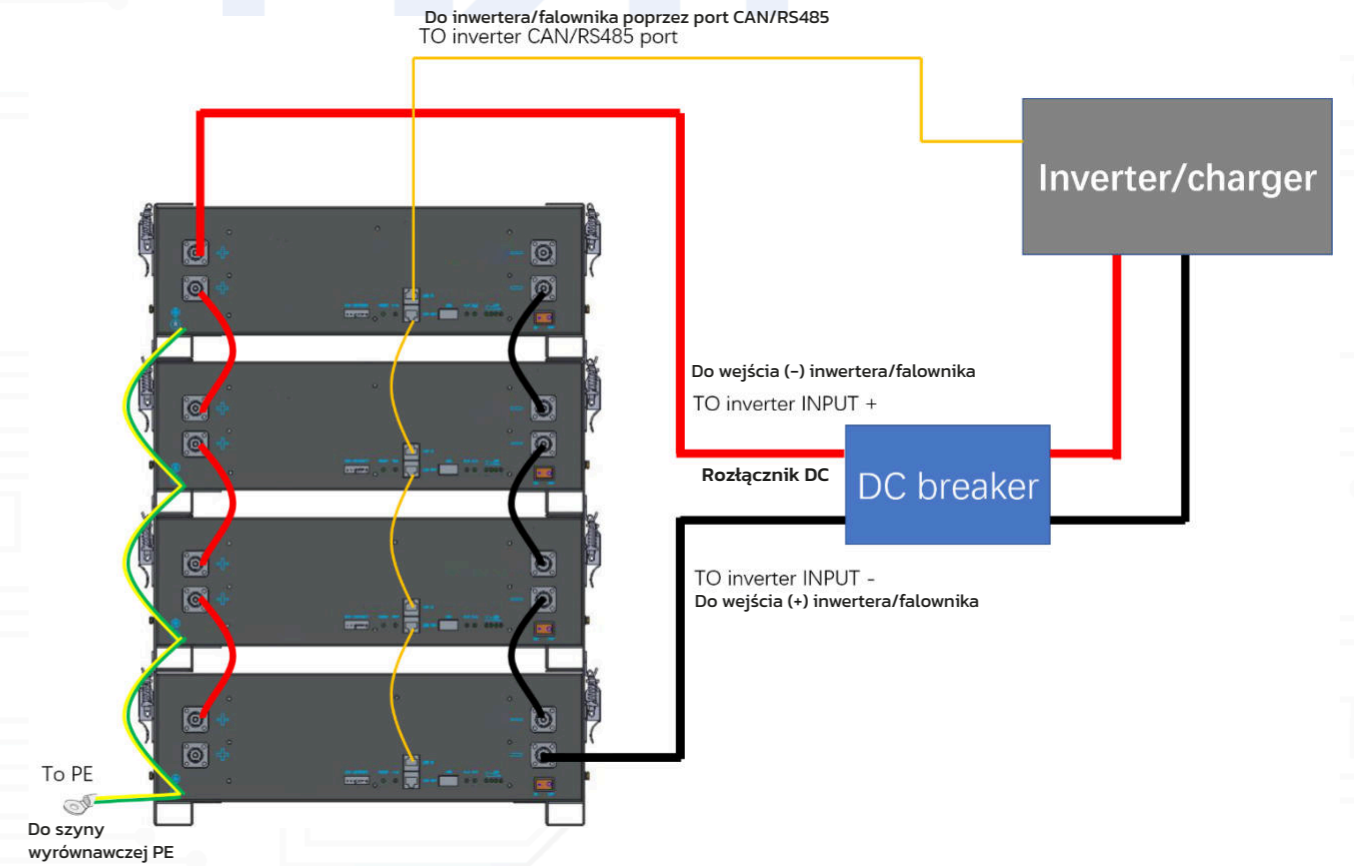 Do inwertera/falownika poprzez port CAN/RS485
TO inverter CAN/RS485 port
Inverter/charger
Do wejścia (-) inwertera/falownika
TO inverter INPUT +
Rozłącznik DC
DC breaker
TO inverter INPUT -
Do wejścia (+) inwertera/falownika
To PE
Do szyny
wyrównawczej PE